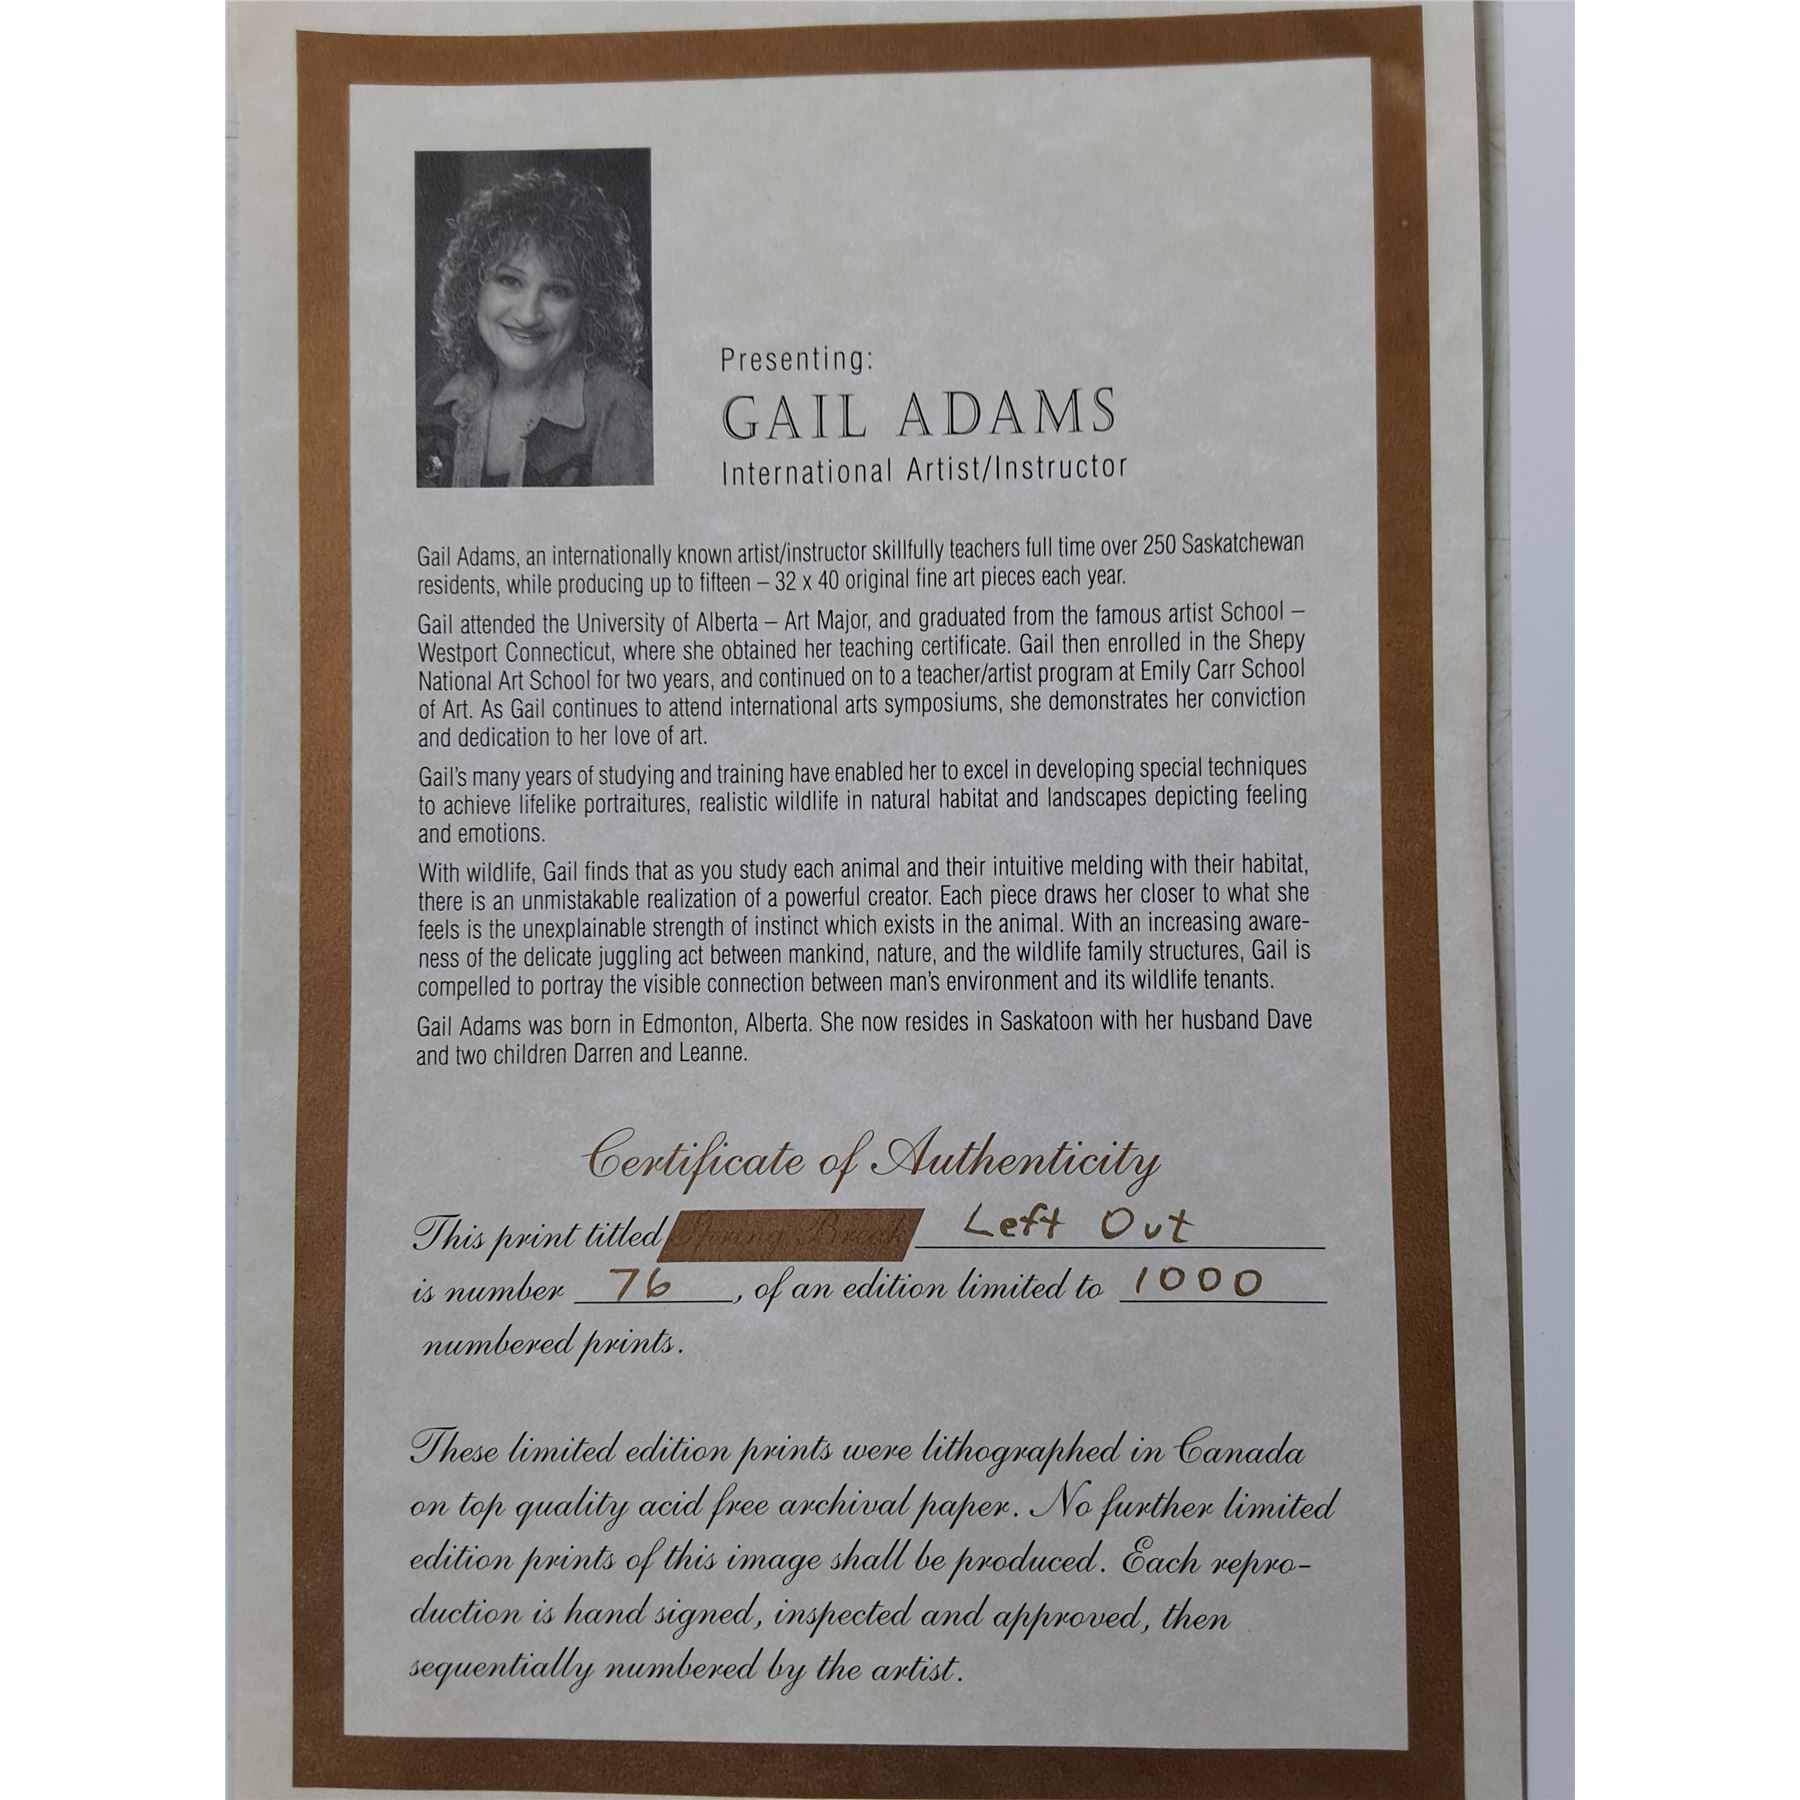 Presenting:
GAIL ADAMS
International Artist/Instructor
Gail Adams, an internationally known artist/instructor skillfully teachers full time over 250 Saskatchewan
residents, while producing up to fifteen – 32 x 40 original fine art pieces each year.
Gail attended the University of Alberta – Art Major, and graduated from the famous artist School –
Westport Connecticut, where she obtained her teaching certificate. Gail then enrolled in the Shepy
National Art School for two years, and continued on to a teacher/artist program at Emily Carr School
of Art. As Gail continues to attend international arts symposiums, she demonstrates her conviction
and dedication to her love of art.
Gail's many years of studying and training have enabled her to excel in developing special techniques
to achieve lifelike portraitures, realistic wildlife in natural habitat and landscapes depicting feeling
and emotions.
With wildlife, Gail finds that as you study each animal and their intuitive melding with their habitat,
there is an unmistakable realization of a powerful creator. Each piece draws her closer to what she
feels is the unexplainable strength of instinct which exists in the animal. With an increasing aware-
ness of the delicate juggling act between mankind, nature, and the wildlife family structures, Gail is
compelled to portray the visible connection between man's environment and its wildlife tenants.
Gail Adams was born in Edmonton, Alberta. She now resides in Saskatoon with her husband Dave
and two children Darren and Leanne.
Certificate of Authenticity
This print titled Spring Break Left Out
is number 76, of an edition limited to 1000
numbered prints.
These limited edition prints were lithographed in Canada
on top quality acid free archival paper. No further limited
edition prints of this image shall be produced. Each repro-
duction is hand signed, inspected and approved, then
sequentially numbered by the artist.